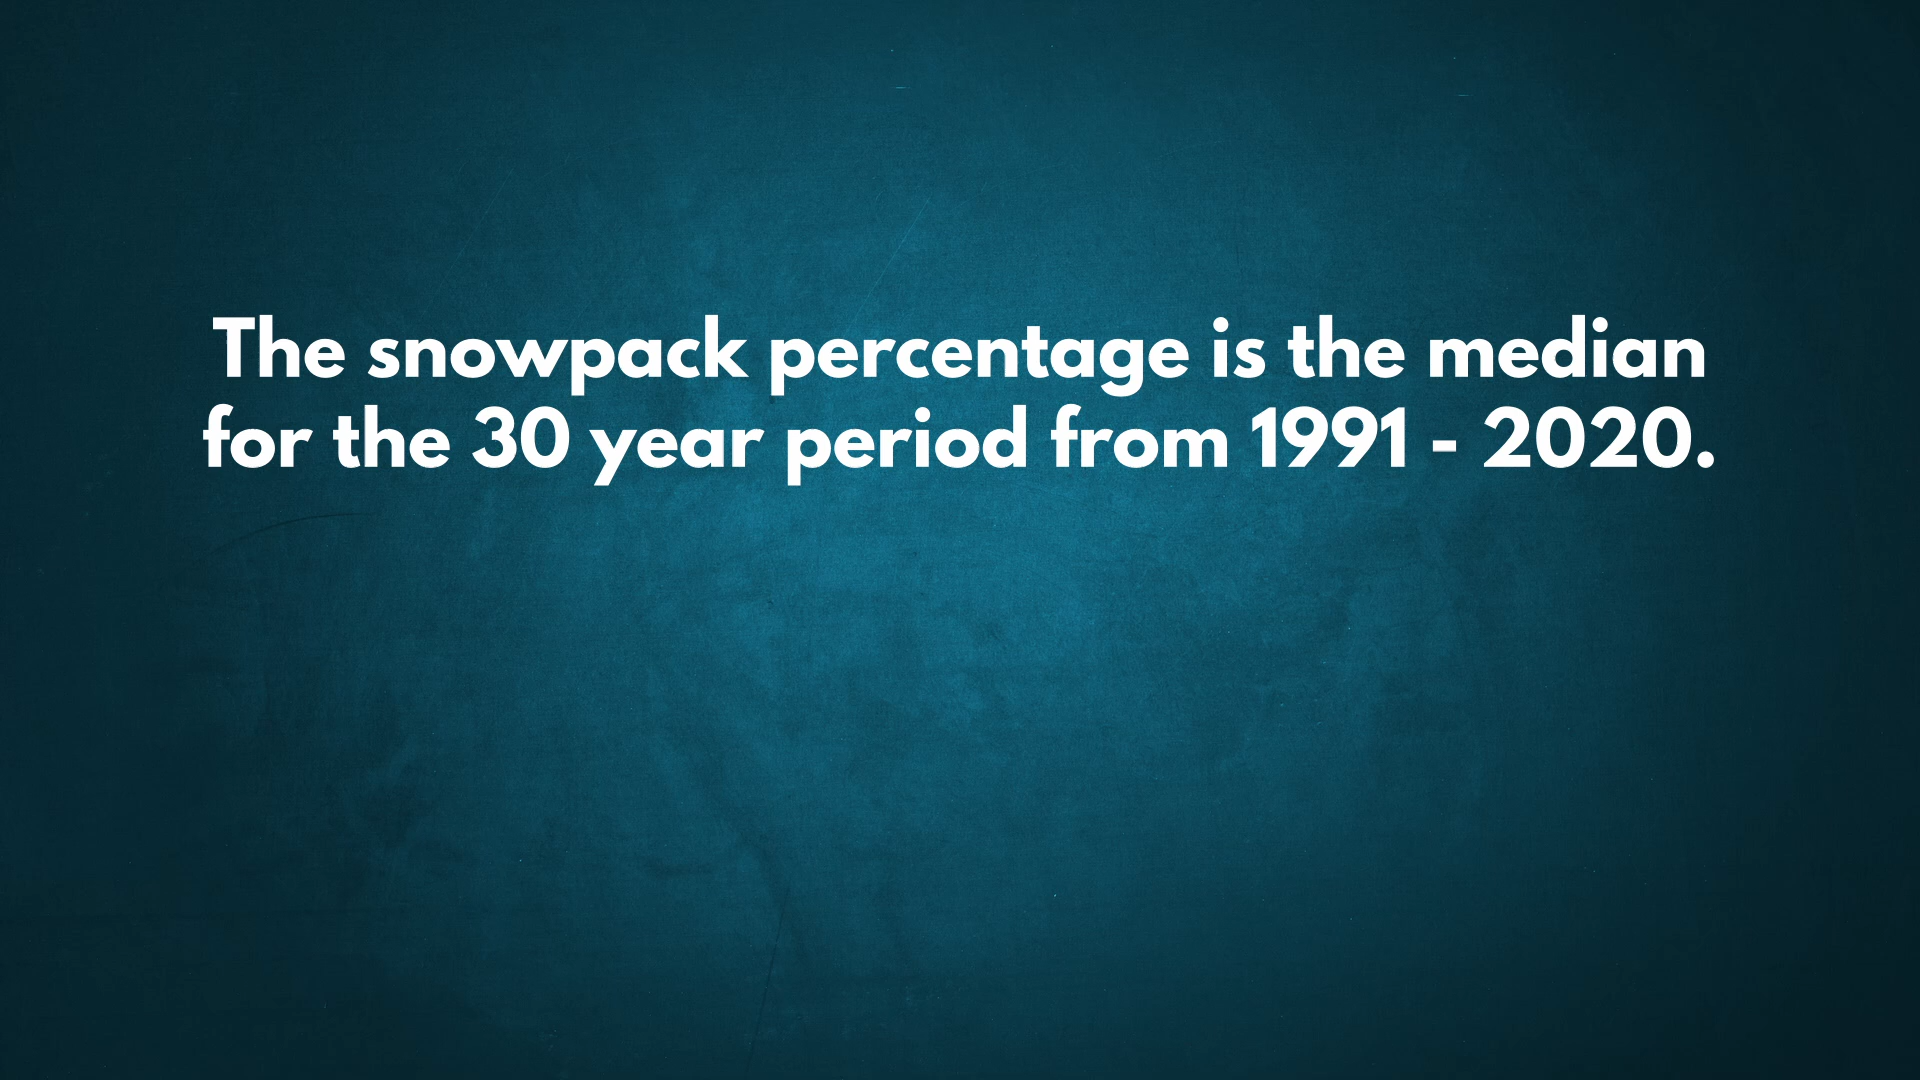 The snowpack percentage is the median
for the 30 year period from 1991 - 2020.